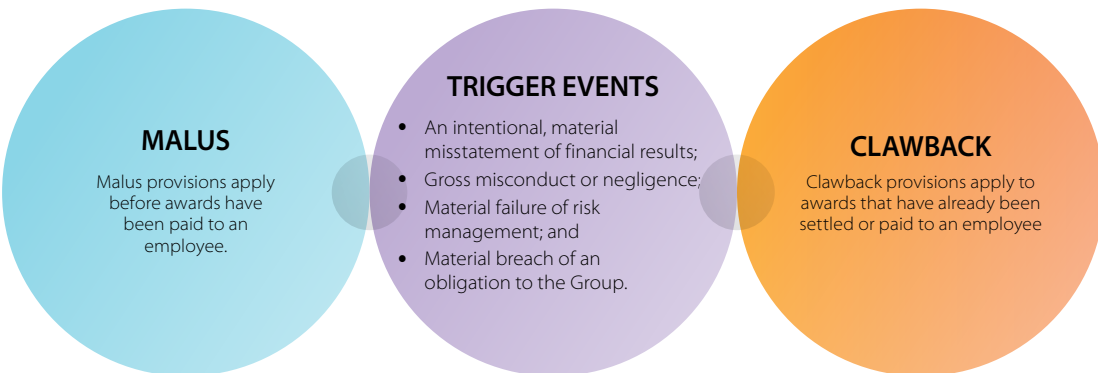 MALUS
Malus provisions apply
before awards have
been paid to an
employee.
TRIGGER EVENTS
• An intentional, material
misstatement of financial results;
• Gross misconduct or negligence;
• Material failure of risk
management; and
• Material breach of an
obligation to the Group.
CLAWBACK
Clawback provisions apply to
awards that have already been
settled or paid to an employee